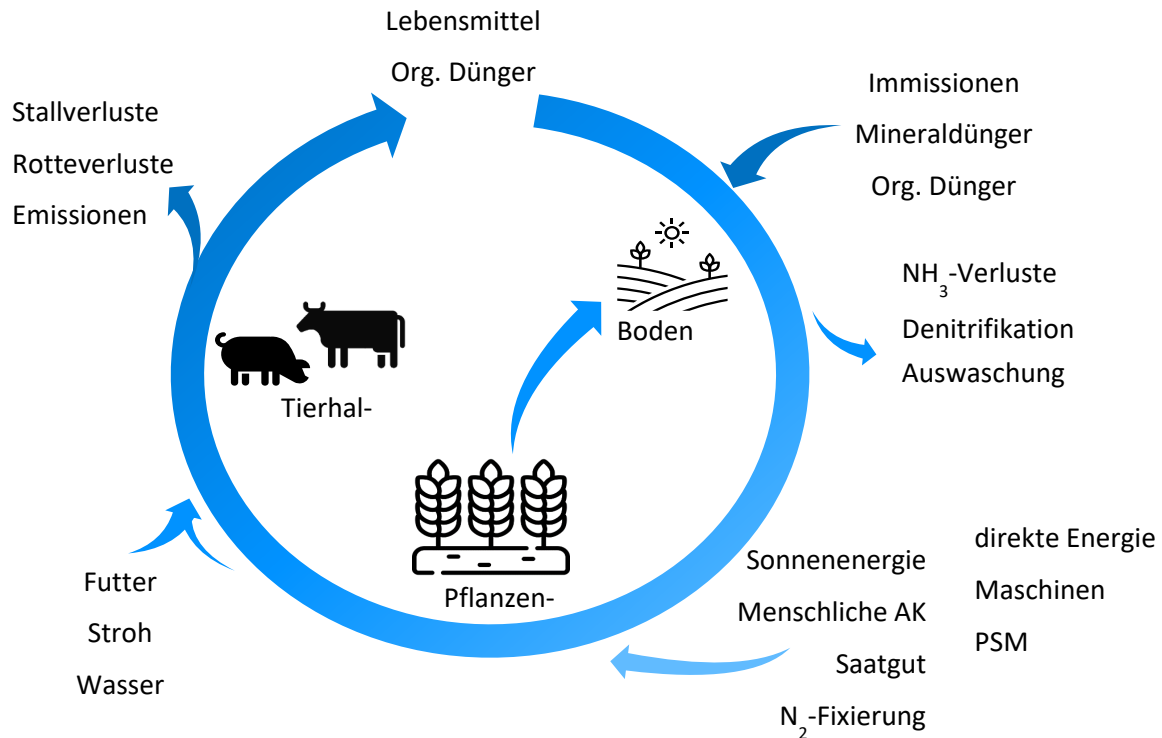 Lebensmittel
Org. Dünger
Stallverluste
Rotteverluste
Emissionen
Immissionen
Mineraldünger
Org. Dünger
NH₃-Verluste
Denitrifikation
Auswaschung
Boden
Tierhal-
Pflanzen-
Futter
Stroh
Wasser
Sonnenenergie
Menschliche AK
Saatgut
N₂-Fixierung
direkte Energie
Maschinen
PSM